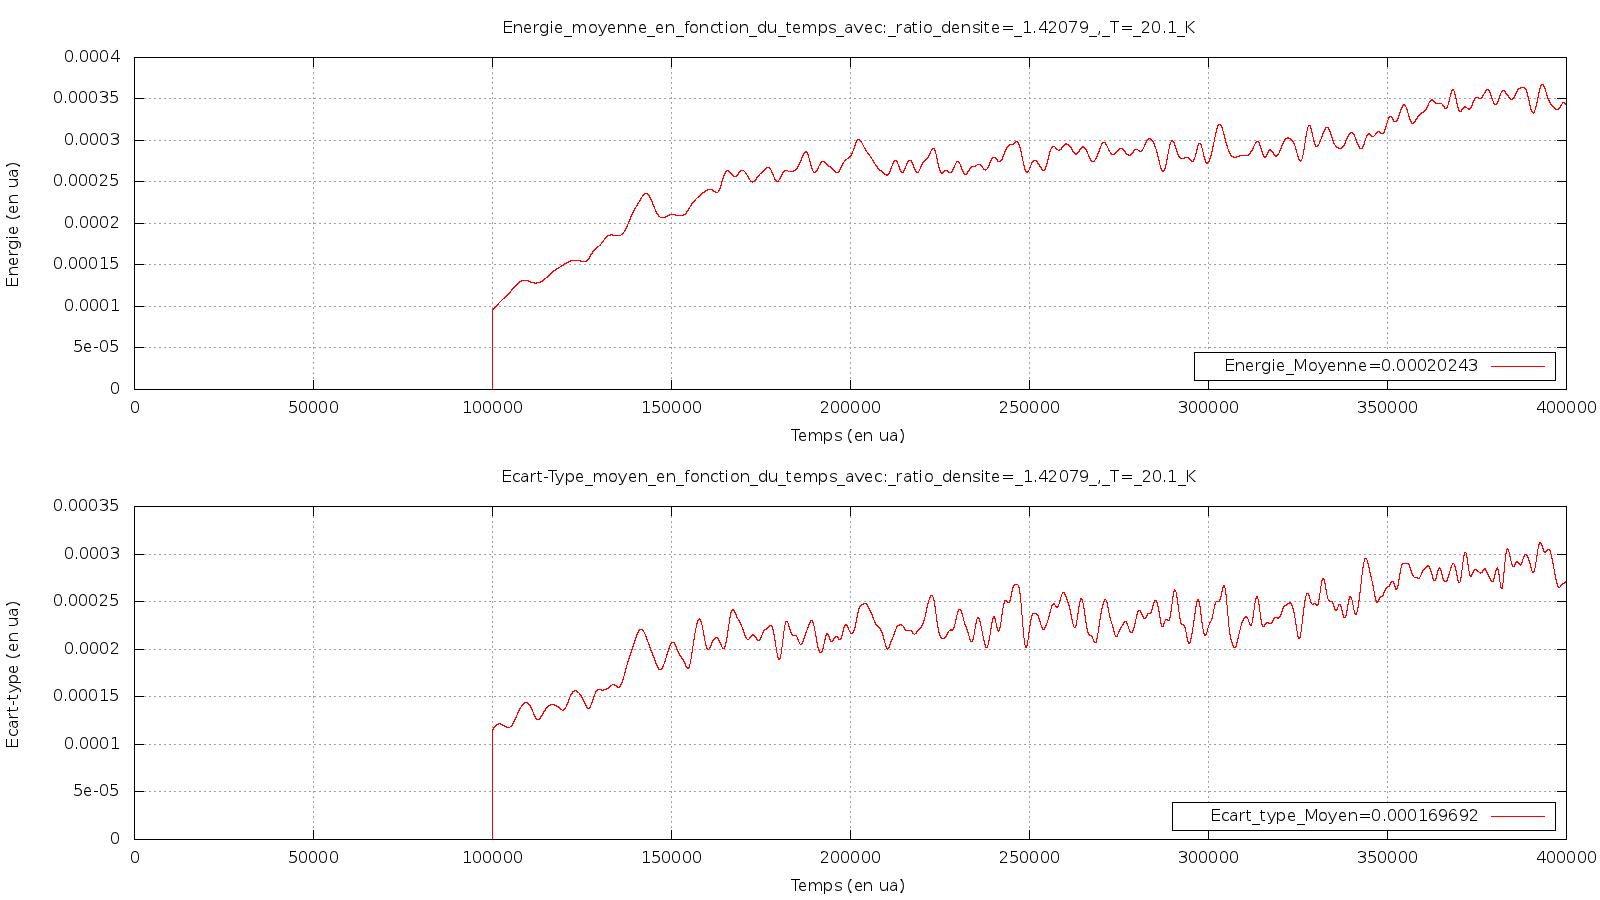 Energie_moyenne_en_fonction_du_temps_avec:_ratio_densite=_1.42079_,_T=_20.1_K
0.0004
0.00035
0.0003
0.00025
0.0002
0.00015
0.0001
5e-05
0
Energie (en ua)
Energie_Moyenne=0.00020243
0 50000 100000 150000 200000 250000 300000 350000 400000
Temps (en ua)
Ecart-Type_moyen_en_fonction_du_temps_avec:_ratio_densite=_1.42079_,_T=_20.1_K
0.00035
0.0003
0.00025
0.0002
0.00015
0.0001
5e-05
0
Ecart-type (en ua)
Ecart_type_Moyen=0.000169692
0 50000 100000 150000 200000 250000 300000 350000 400000
Temps (en ua)